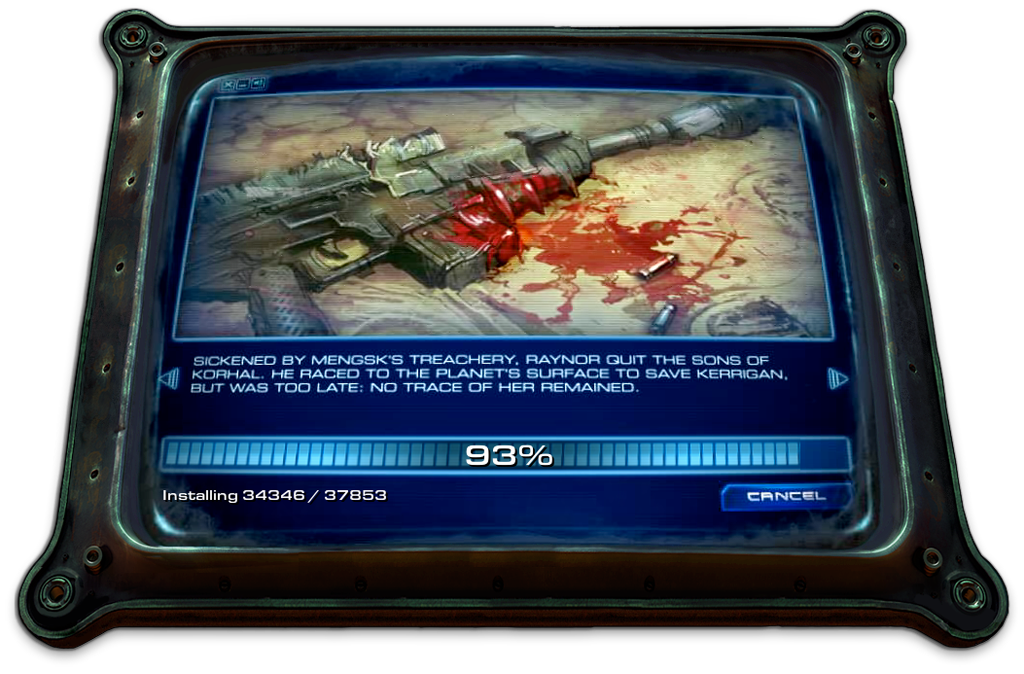 SICKENED BY MENGSK'S TREACHERY, RAYNOR QUIT THE SONS OF
KORHAL. HE RACED TO THE PLANET'S SURFACE TO SAVE KERRIGAN,
BUT WAS TOO LATE: NO TRACE OF HER REMAINED.
93%
Installing 34346 / 37853
CANCEL